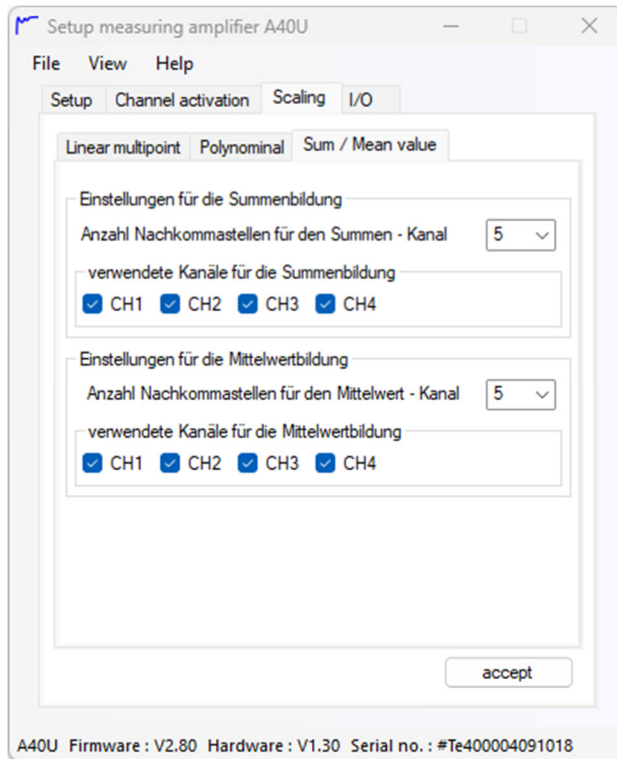 Setup measuring amplifier A40U
File View Help
Setup Channel activation Scaling I/O
Linear multipoint Polynominal Sum / Mean value
Einstellungen für die Summenbildung
Anzahl Nachkommastellen für den Summen - Kanal 5
verwendete Kanäle für die Summenbildung
CH1 CH2 CH3 CH4
Einstellungen für die Mittelwertbildung
Anzahl Nachkommastellen für den Mittelwert - Kanal 5
verwendete Kanäle für die Mittelwertbildung
CH1 CH2 CH3 CH4
accept
A40U Firmware : V2.80 Hardware : V1.30 Serial no. : #Te400004091018